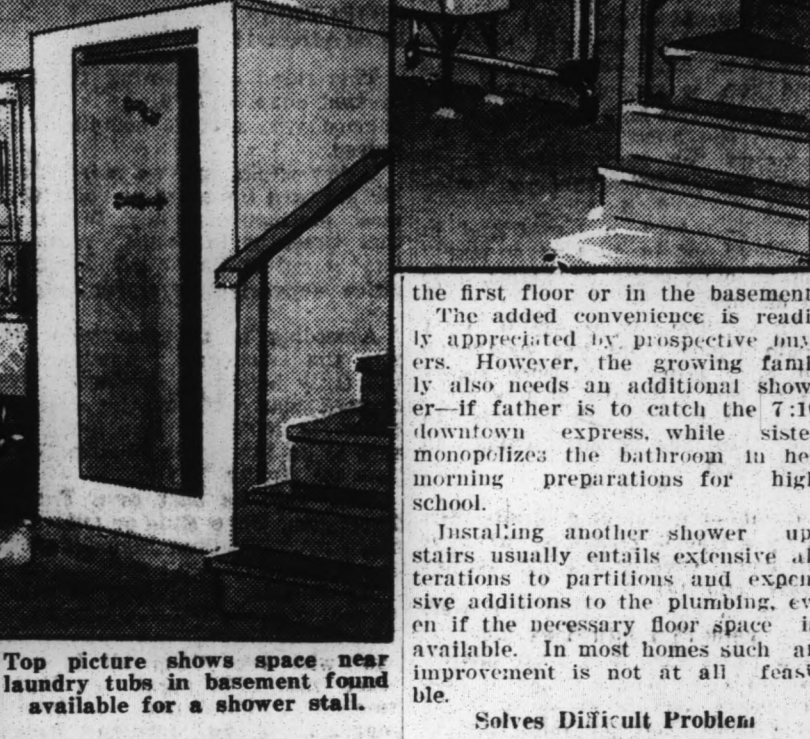 Top picture shows space near
laundry tubs in basement found
available for a shower stall.
the first floor or in the basement
The added convenience is readi
ly appreciated by prospective buy
ers. However, the growing fami
ly also needs an additional show
er—if father is to catch the 7:1
downtown express, while siste
monopolizes the bathroom in he
morning preparations for high
school.
Installing another shower up
stairs usually entails extensive al
terations to partitions and expen
sive additions to the plumbing, ev
en if the necessary floor space i
available. In most homes such a
improvement is not at all feasi
ble.
Solves Difficult Problem